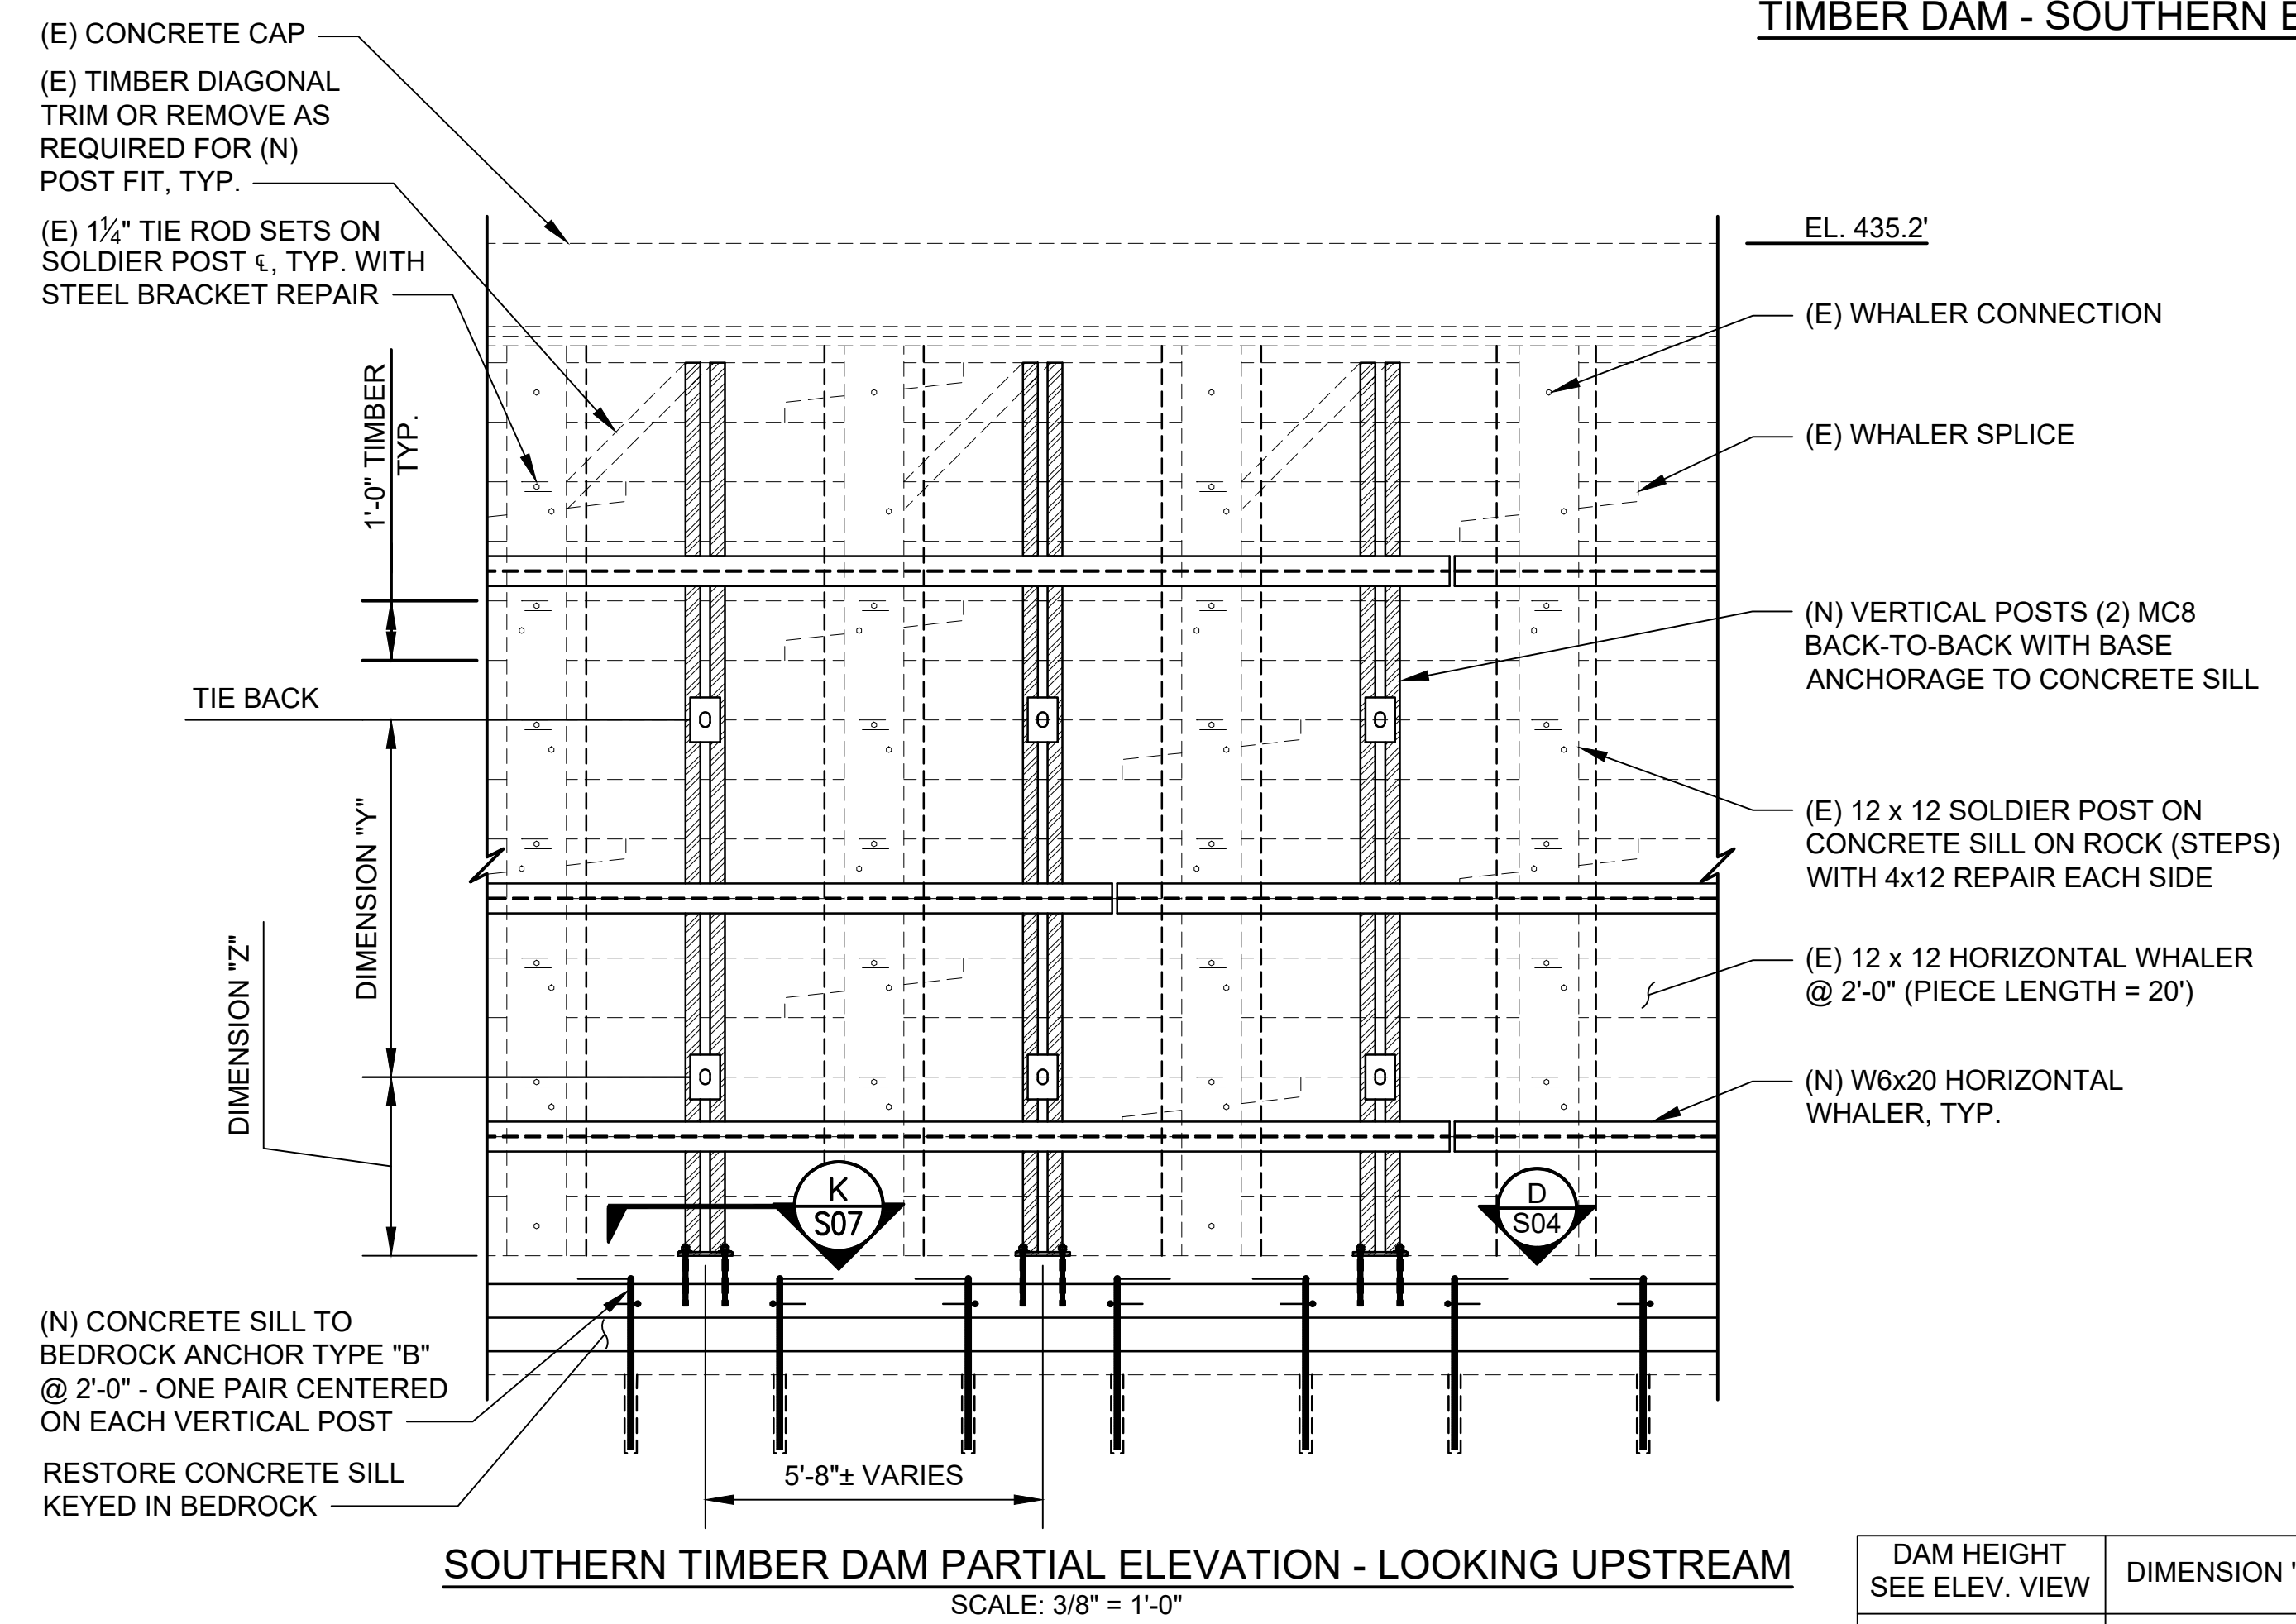 TIMBER DAM - SOUTHERN E
(E) CONCRETE CAP
(E) TIMBER DIAGONAL
TRIM OR REMOVE AS
REQUIRED FOR (N)
POST FIT, TYP.
(E) 1¼" TIE ROD SETS ON
SOLDIER POST ℄, TYP. WITH
STEEL BRACKET REPAIR
1'-0" TIMBER
TYP.
TIE BACK
DIMENSION "Y"
DIMENSION "Z"
(N) CONCRETE SILL TO
BEDROCK ANCHOR TYPE "B"
@ 2'-0" - ONE PAIR CENTERED
ON EACH VERTICAL POST
RESTORE CONCRETE SILL
KEYED IN BEDROCK
K
S07
D
S04
5'-8"± VARIES
EL. 435.2'
(E) WHALER CONNECTION
(E) WHALER SPLICE
(N) VERTICAL POSTS (2) MC8
BACK-TO-BACK WITH BASE
ANCHORAGE TO CONCRETE SILL
(E) 12 x 12 SOLDIER POST ON
CONCRETE SILL ON ROCK (STEPS)
WITH 4x12 REPAIR EACH SIDE
(E) 12 x 12 HORIZONTAL WHALER
@ 2'-0" (PIECE LENGTH = 20')
(N) W6x20 HORIZONTAL
WHALER, TYP.
SOUTHERN TIMBER DAM PARTIAL ELEVATION - LOOKING UPSTREAM
SCALE: 3/8" = 1'-0"
DAM HEIGHT
SEE ELEV. VIEW
DIMENSION "